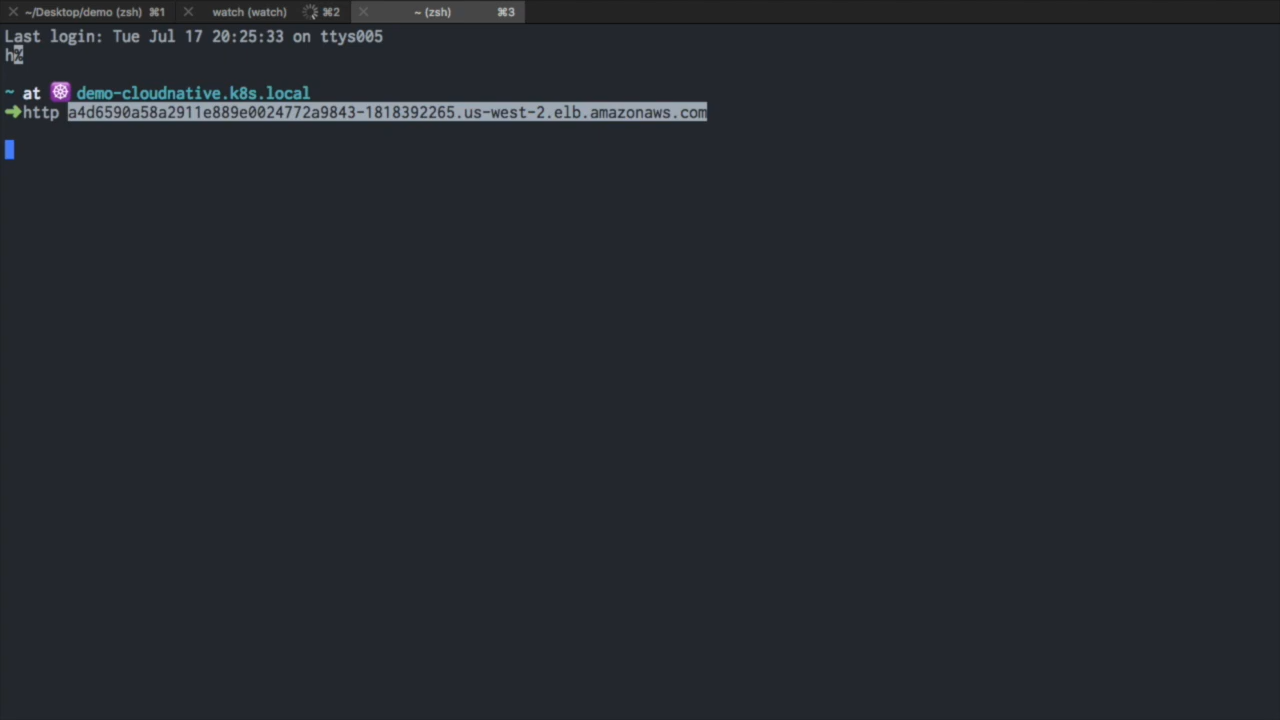 ~/Desktop/demo (zsh) ⌘1 watch (watch) ⌘2 ~ (zsh) ⌘3
Last login: Tue Jul 17 20:25:33 on ttys005
h%
~ at demo-cloudnative.k8s.local
http a4d6590a58a2911e889e0024772a9843-1818392265.us-west-2.elb.amazonaws.com